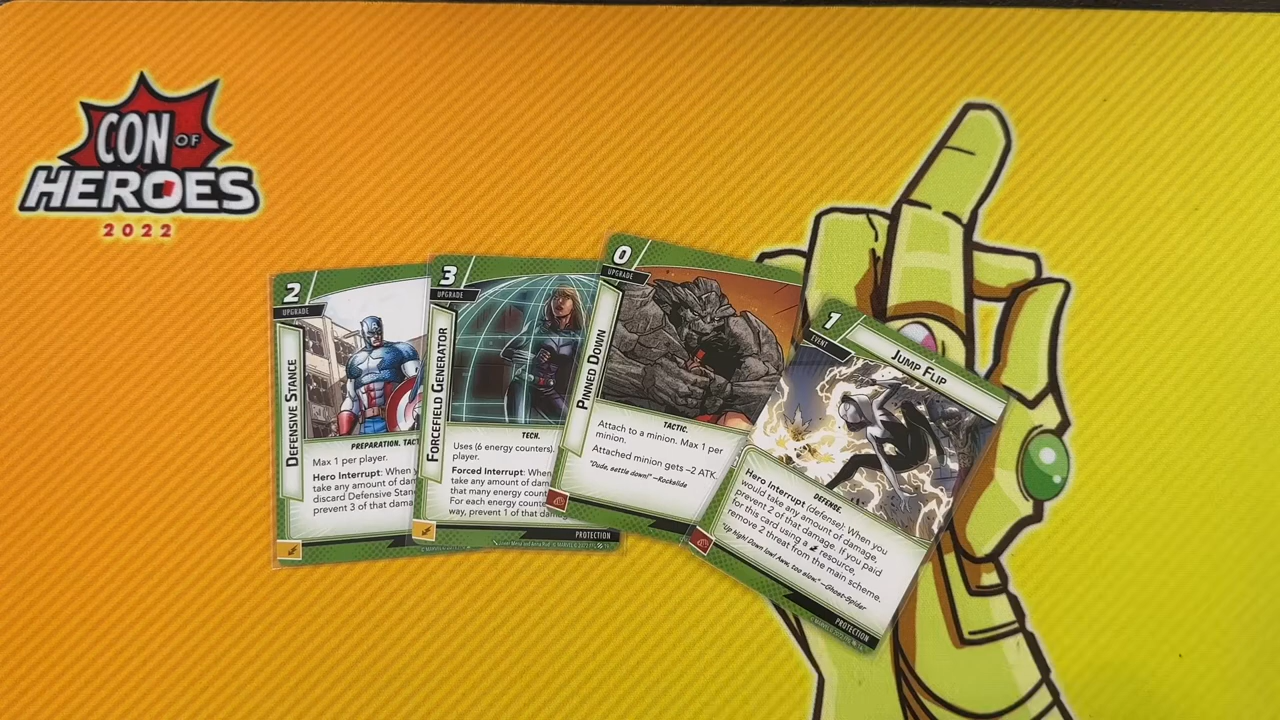 CON OF
HEROES
2022
2
UPGRADE
DEFENSIVE STANCE
PREPARATION. TACT
Max 1 per player.
Hero Interrupt: When y
take any amount of da
discard Defensive Stan
prevent 3 of that dama
3
UPGRADE
FORCEFIELD GENERATOR
TECH.
Uses (6 energy counters).
player.
Forced Interrupt: When
take any amount of dam
that many energy counte
For each energy counte
way, prevent 1 of that damag
PROTECTION
0
UPGRADE
PINNED DOWN
TACTIC.
Attach to a minion. Max 1 per
minion.
Attached minion gets –2 ATK.
"Dude, settle down!" —Rockslide
1
EVENT
JUMP FLIP
DEFENSE.
Hero Interrupt (defense): When you
would take any amount of damage,
prevent 2 of that damage. If you paid
for this card using a resource,
remove 2 threat from the main scheme.
"Up high! Down low! Aww, too slow." —Ghost-Spider
PROTECTION